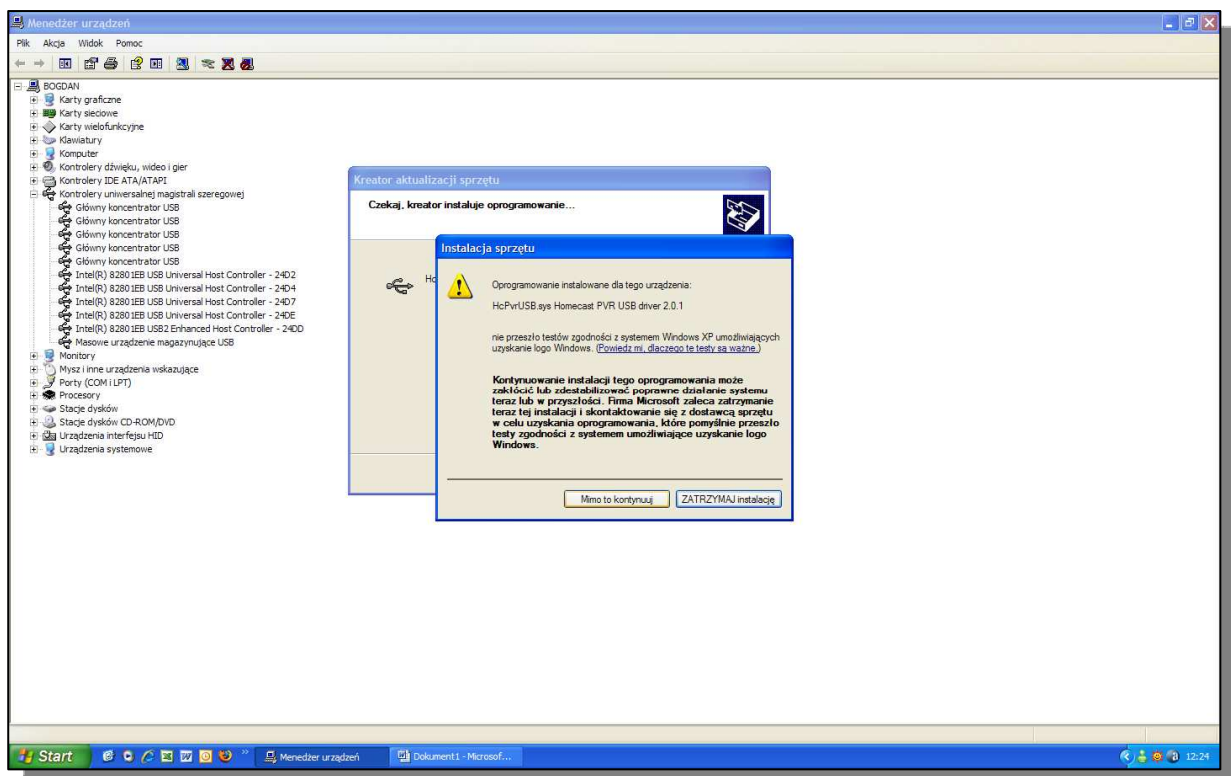 Menedżer urządzeń
Plik Akcja Widok Pomoc
BOGDAN
Karty graficzne
Karty sieciowe
Karty wielofunkcyjne
Klawiatury
Komputer
Kontrolery dźwięku, wideo i gier
Kontrolery IDE ATA/ATAPI
Kontrolery uniwersalnej magistrali szeregowej
Główny koncentrator USB
Główny koncentrator USB
Główny koncentrator USB
Główny koncentrator USB
Główny koncentrator USB
Intel(R) 82801EB USB Universal Host Controller - 24D2
Intel(R) 82801EB USB Universal Host Controller - 24D4
Intel(R) 82801EB USB Universal Host Controller - 24D7
Intel(R) 82801EB USB Universal Host Controller - 24DE
Intel(R) 82801EB USB2 Enhanced Host Controller - 24DD
Masowe urządzenie magazynujące USB
Monitory
Mysz i inne urządzenia wskazujące
Porty (COM i LPT)
Procesory
Stacje dysków
Stacje dysków CD-ROM/DVD
Urządzenia interfejsu HID
Urządzenia systemowe
Kreator aktualizacji sprzętu
Czekaj, kreator instaluje oprogramowanie...
Hc
Instalacja sprzętu
Oprogramowanie instalowane dla tego urządzenia:
HcPvrUSB.sys Homecast PVR USB driver 2.0.1
nie przeszło testów zgodności z systemem Windows XP umożliwiających
uzyskanie logo Windows. (Powiedz mi, dlaczego te testy są ważne.)
Kontynuowanie instalacji tego oprogramowania może
zakłócić lub zdestabilizować poprawne działanie systemu
teraz lub w przyszłości. Firma Microsoft zaleca zatrzymanie
teraz tej instalacji i skontaktowanie się z dostawcą sprzętu
w celu uzyskania oprogramowania, które pomyślnie przeszło
testy zgodności z systemem umożliwiające uzyskanie logo
Windows.
Mimo to kontynuuj
ZATRZYMAJ instalację
Start
Menedżer urządzeń
Dokument1 - Microsof...
12:24